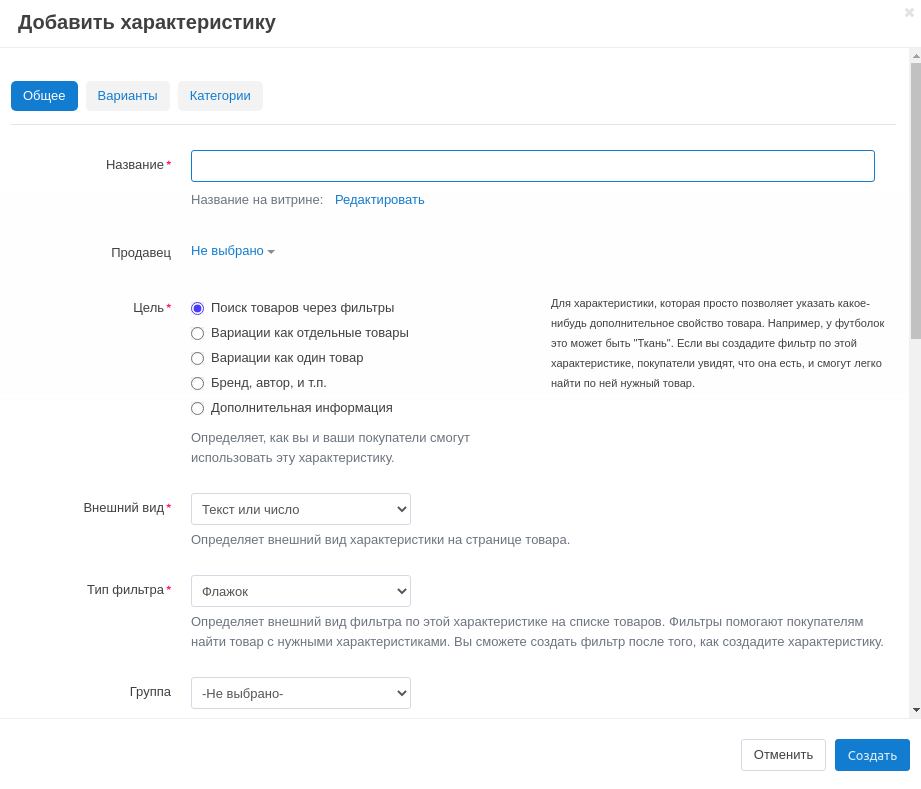 Добавить характеристику
Общее
Варианты
Категории
Название*
Название на витрине: Редактировать
Продавец
Не выбрано
Цель*
Поиск товаров через фильтры
Вариации как отдельные товары
Вариации как один товар
Бренд, автор, и т.п.
Дополнительная информация
Определяет, как вы и ваши покупатели смогут
использовать эту характеристику.
Для характеристики, которая просто позволяет указать какое-
нибудь дополнительное свойство товара. Например, у футболок
это может быть "Ткань". Если вы создадите фильтр по этой
характеристике, покупатели увидят, что она есть, и смогут легко
найти по ней нужный товар.
Внешний вид*
Текст или число
Определяет внешний вид характеристики на странице товара.
Тип фильтра*
Флажок
Определяет внешний вид фильтра по этой характеристике на списке товаров. Фильтры помогают покупателям
найти товар с нужными характеристиками. Вы сможете создать фильтр после того, как создадите характеристику.
Группа
-Не выбрано-
Отменить
Создать